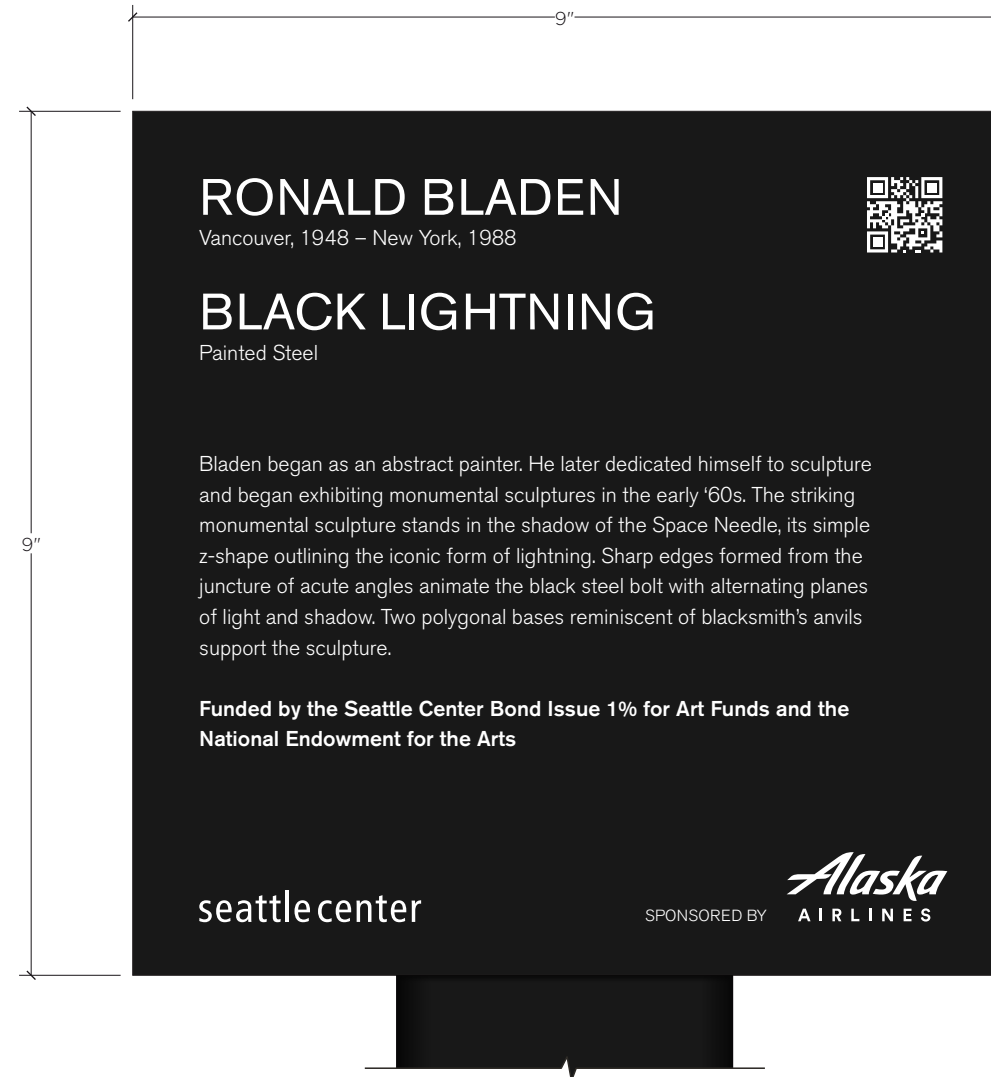 9"
RONALD BLADEN
Vancouver, 1948 – New York, 1988
BLACK LIGHTNING
Painted Steel
Bladen began as an abstract painter. He later dedicated himself to sculpture
and began exhibiting monumental sculptures in the early ‘60s. The striking
monumental sculpture stands in the shadow of the Space Needle, its simple
z-shape outlining the iconic form of lightning. Sharp edges formed from the
juncture of acute angles animate the black steel bolt with alternating planes
of light and shadow. Two polygonal bases reminiscent of blacksmith’s anvils
support the sculpture.
Funded by the Seattle Center Bond Issue 1% for Art Funds and the
National Endowment for the Arts
9"
seattlecenter
SPONSORED BY
Alaska
AIRLINES